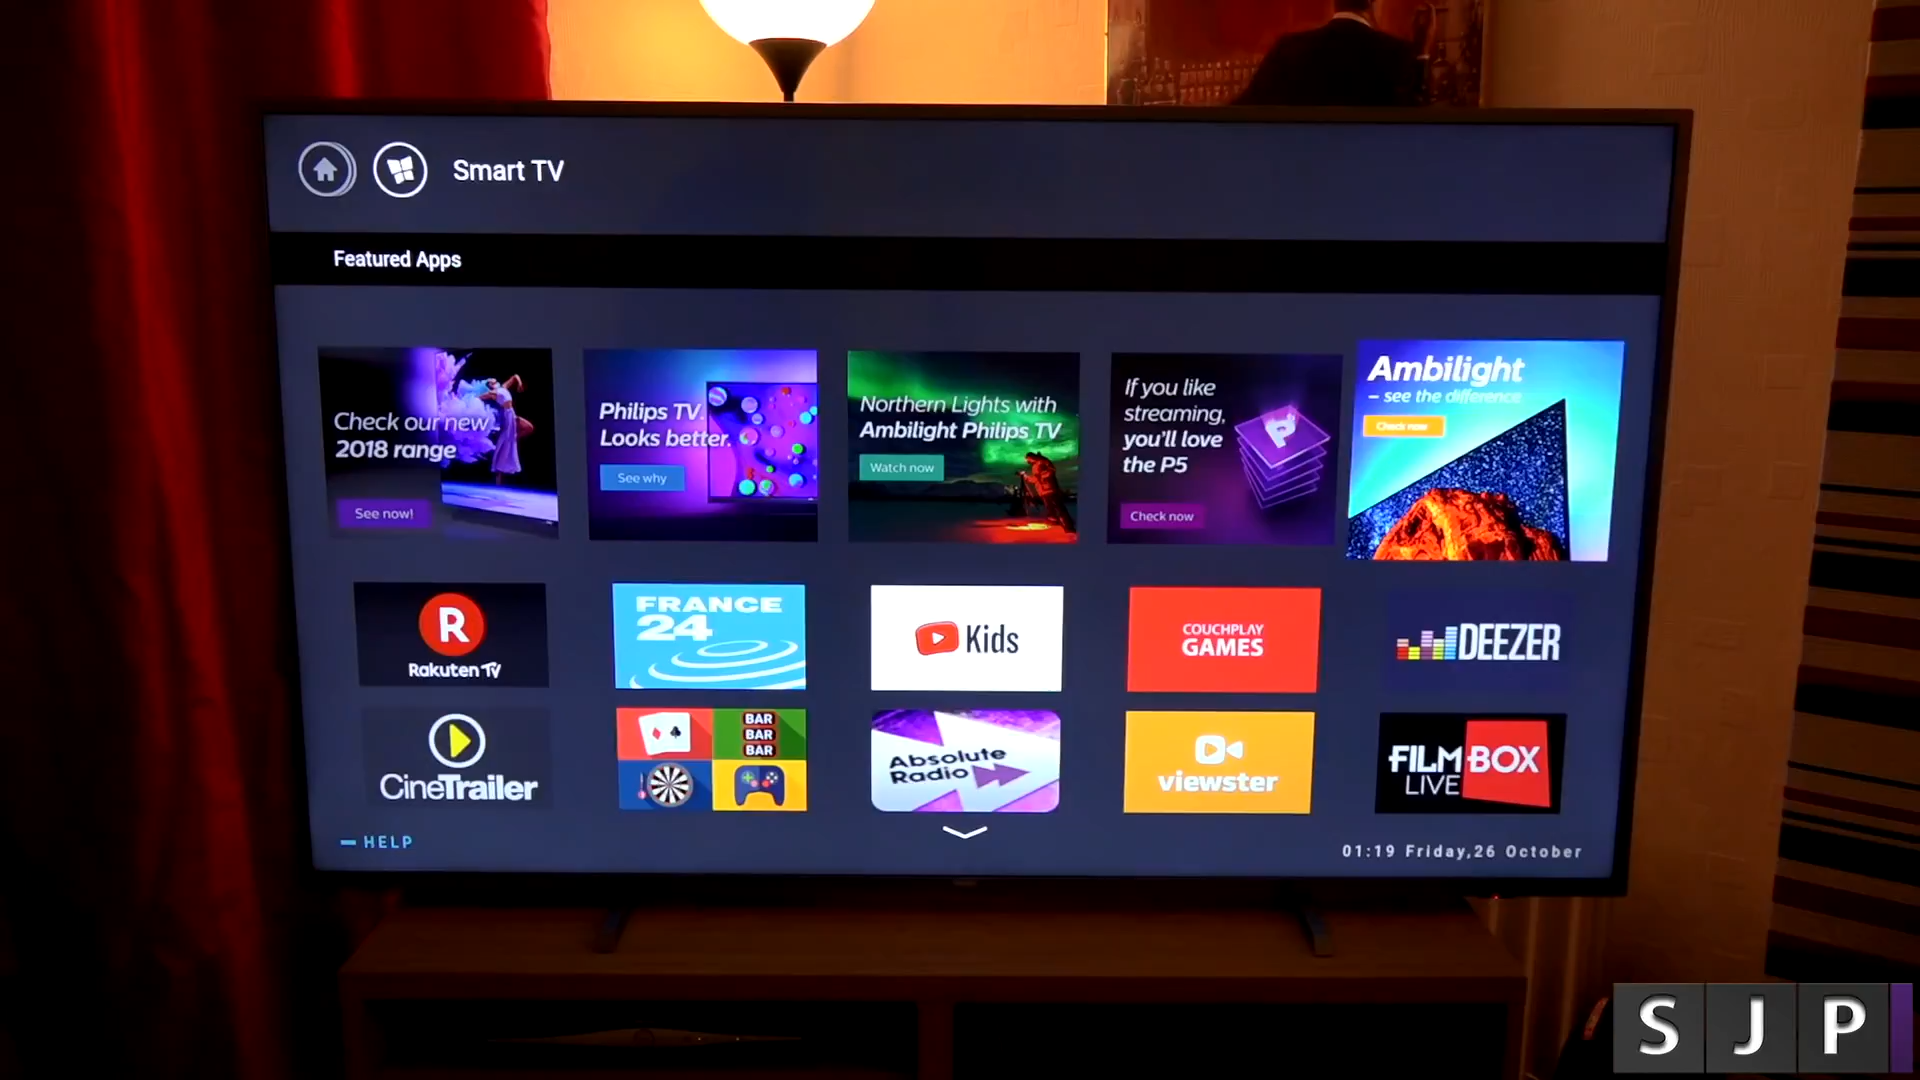 Smart TV
Featured Apps
Check our new
2018 range
See now!
Philips TV.
Looks better.
See why
Northern Lights with
Ambilight Philips TV
Watch now
If you like
streaming,
you'll love
the P5
P
Check now
Ambilight
– see the difference
Check now
R
Rakuten TV
FRANCE
24
Kids
COUCHPLAY
GAMES
DEEZER
CineTrailer
BAR
BAR
BAR
Absolute
Radio
viewster
FILMBOX
LIVE
HELP
01:19 Friday,26 October
SJP